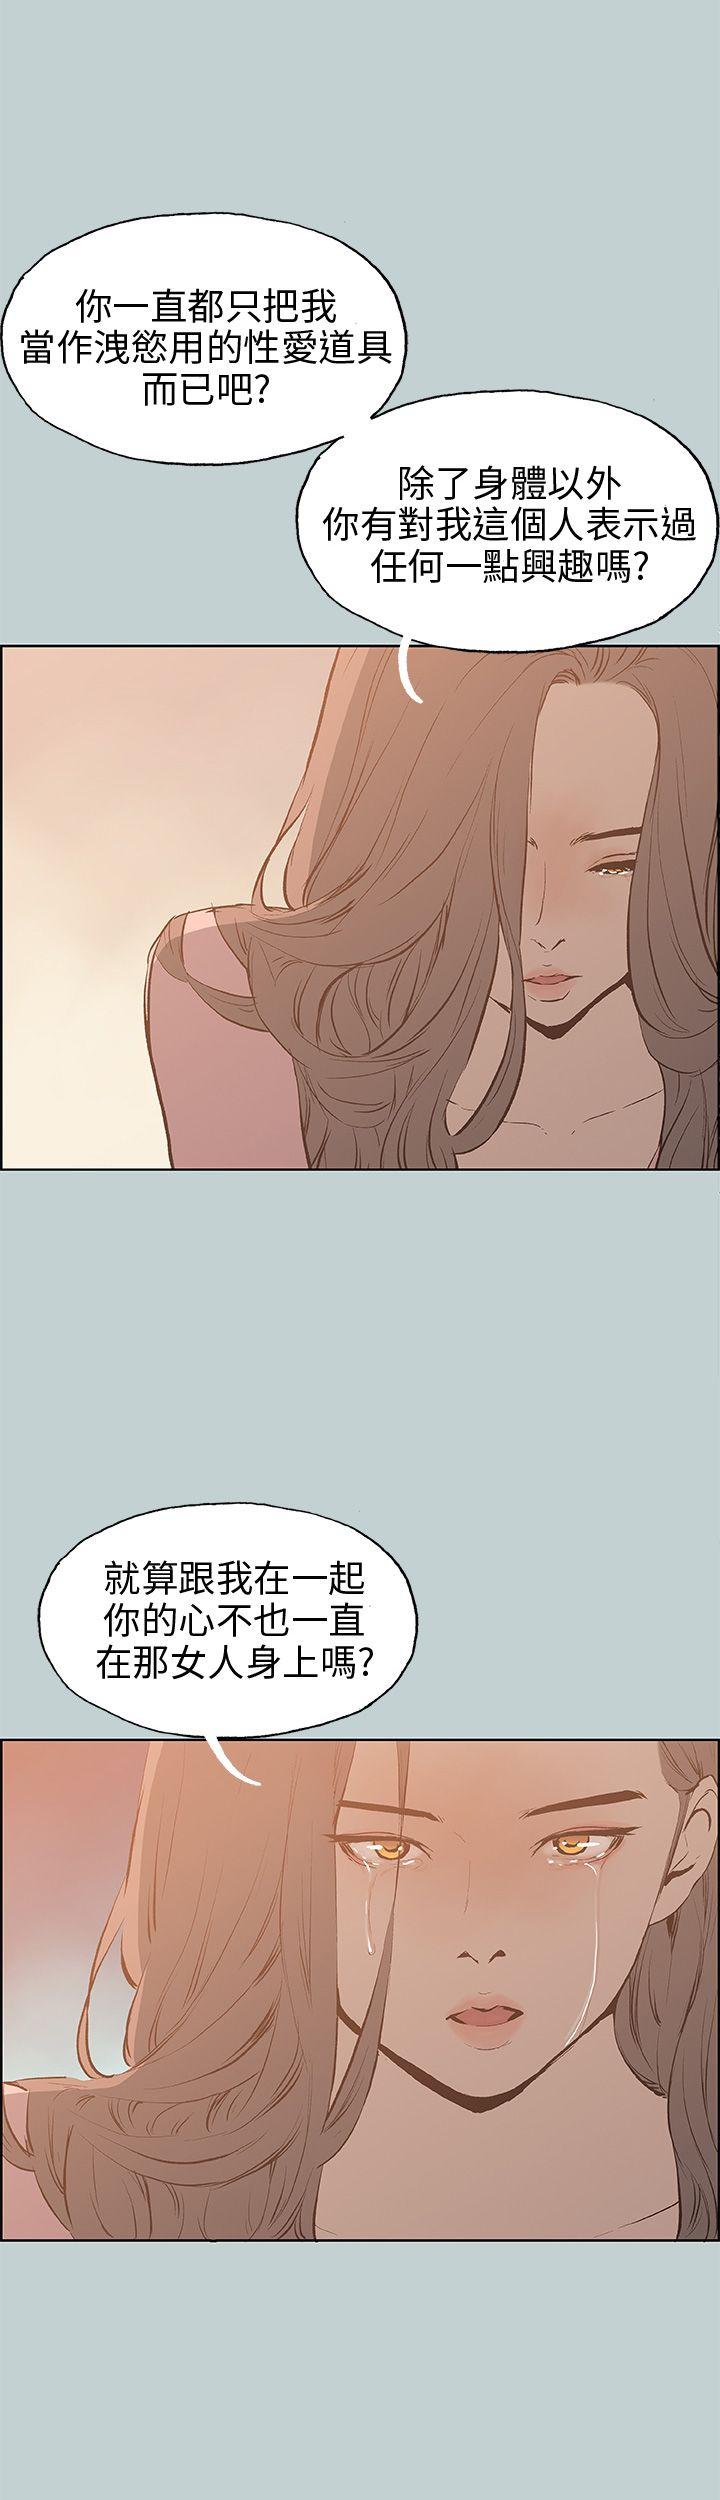 你一直都只把我
當作洩慾用的性愛道具
而已吧?
除了身體以外
你有對我這個人表示過
任何一點興趣嗎?
就算跟我在一起
你的心不也一直
在那女人身上嗎?